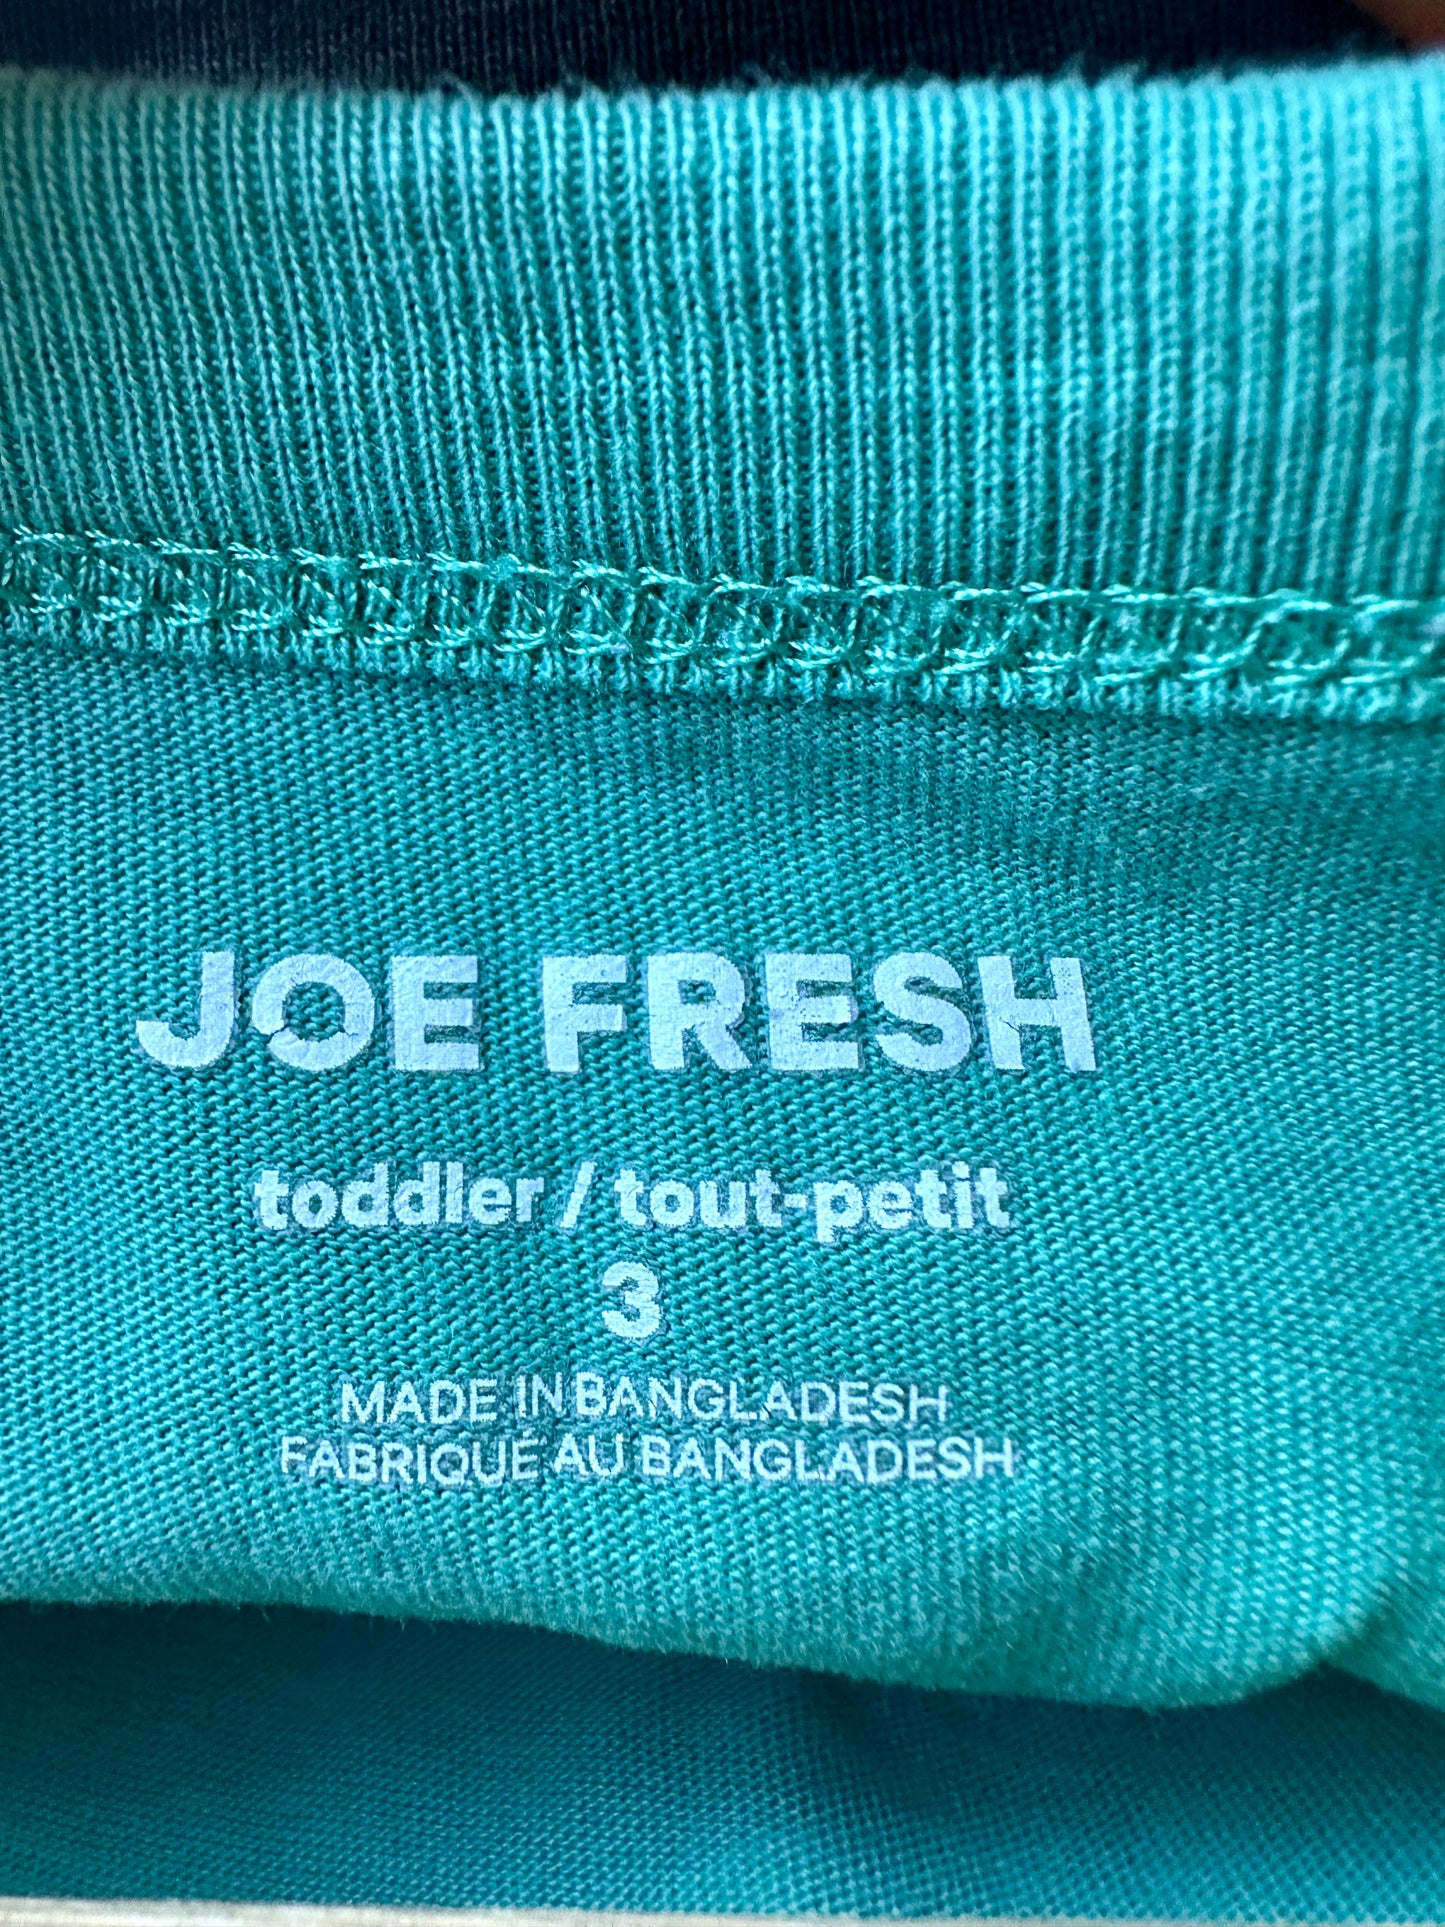 JOE FRESH
toddler / tout-petit
3
MADE IN BANGLADESH
FABRIQUÉ AU BANGLADESH